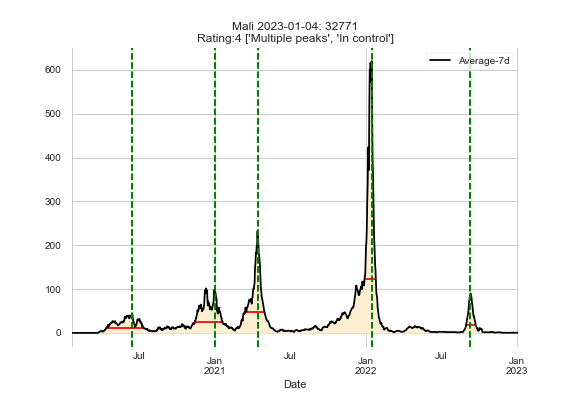 Mali 2023-01-04: 32771
Rating:4 ['Multiple peaks', 'In control']
Average-7d
600
500
400
300
200
100
0
Jul
Jan
2021
Jul
Jan
2022
Jul
Jan
2023
Date